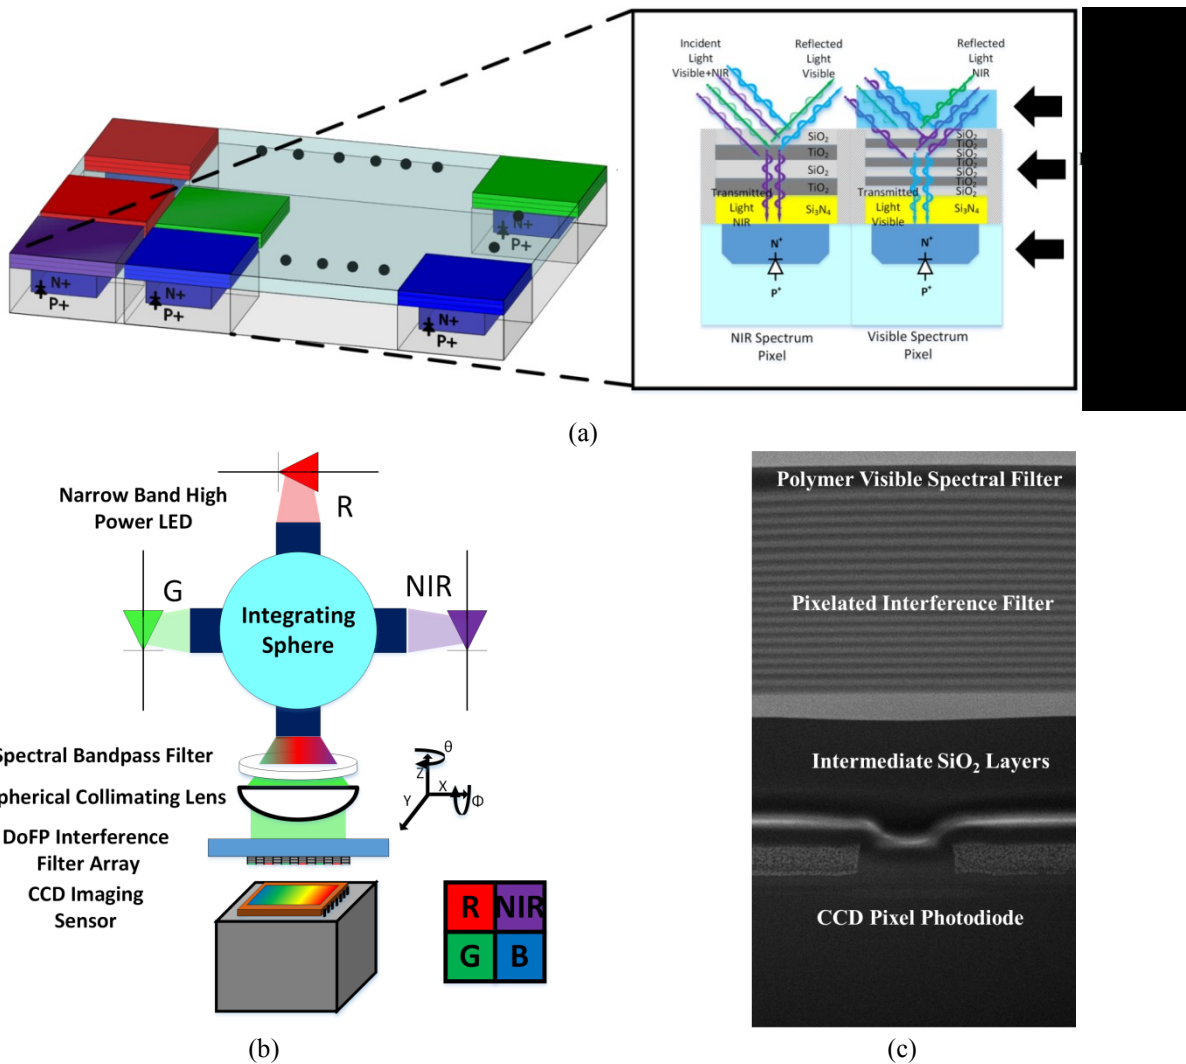 Incident
Light
Visible+NIR
Reflected
Light
Visible
Reflected
Light
NIR
SiO₂
TiO₂
SiO₂
TiO₂
Si₃N₄
Transmitted
Light
NIR
N⁺
P⁺
NIR Spectrum
Pixel
SiO₂
TiO₂
SiO₂
TiO₂
SiO₂
TiO₂
SiO₂
Si₃N₄
Transmitted
Light
Visible
N⁺
P⁺
Visible Spectrum
Pixel
N+
P+
N+
P+
N+
P+
N+
P+
(a)
Narrow Band High
Power LED
R
G
NIR
Integrating
Sphere
Spectral Bandpass Filter
pherical Collimating Lens
DoFP Interference
Filter Array
CCD Imaging
Sensor
θ
Z
X
Y
Φ
R NIR
G B
(b)
Polymer Visible Spectral Filter
Pixelated Interference Filter
Intermediate SiO₂ Layers
CCD Pixel Photodiode
(c)